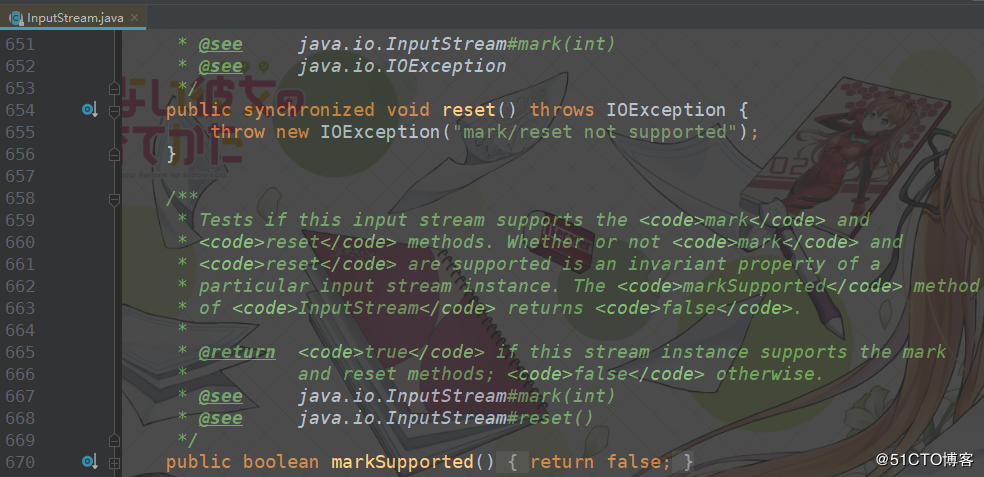 InputStream.java
651 * @see java.io.InputStream#mark(int)
652 * @see java.io.IOException
653 */
654 public synchronized void reset() throws IOException {
655 throw new IOException("mark/reset not supported");
656 }
657
658 /**
659 * Tests if this input stream supports the <code>mark</code> and
660 * <code>reset</code> methods. Whether or not <code>mark</code> and
661 * <code>reset</code> are supported is an invariant property of a
662 * particular input stream instance. The <code>markSupported</code> method
663 * of <code>InputStream</code> returns <code>false</code>.
664 *
665 * @return <code>true</code> if this stream instance supports the mark
666 * and reset methods; <code>false</code> otherwise.
667 * @see java.io.InputStream#mark(int)
668 * @see java.io.InputStream#reset()
669 */
670 public boolean markSupported() { return false; }
@51CTO博客